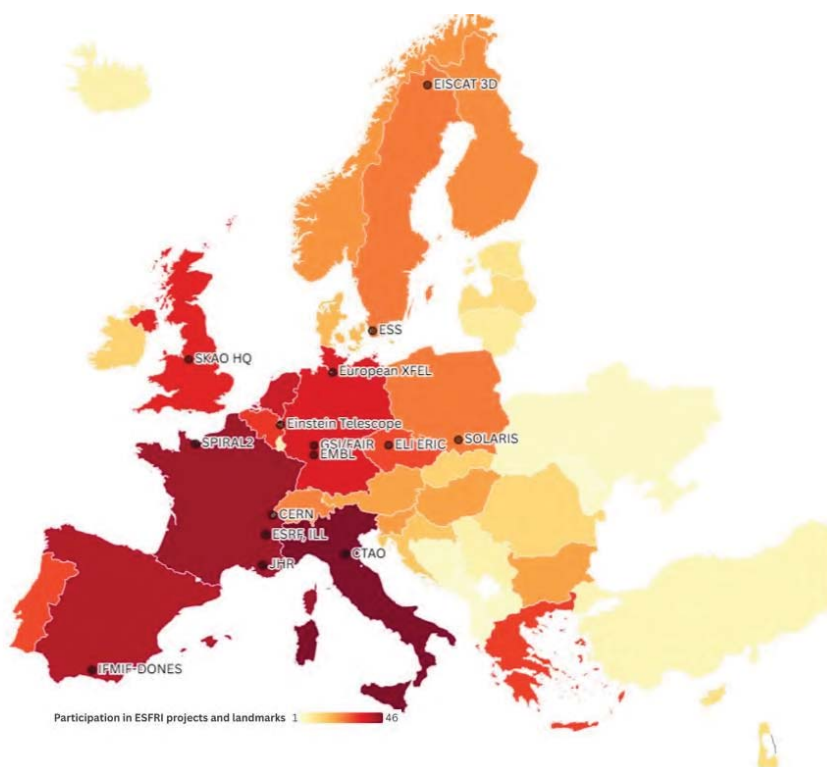 EISCAT 3D
ESS
SKAO HQ
European XFEL
Einstein Telescope
SPIRAL2
GSI/FAIR
ELI ERIC
SOLARIS
EMBL
CERN
ESRF, ILL
CTAO
JHR
IFMIF-DONES
Participation in ESFRI projects and landmarks 1 46